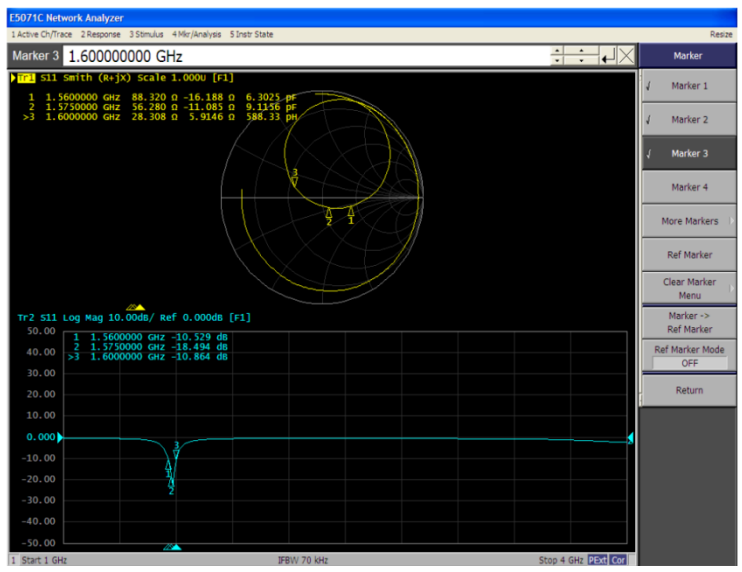 E5071C Network Analyzer
1 Active Ch/Trace 2 Response 3 Stimulus 4 Mkr/Analysis 5 Instr State
Resize
Marker 3 1.600000000 GHz
Tr1 S11 Smith (R+jX) Scale 1.000U [F1]
1 1.5600000 GHz 88.320 Ω -16.188 Ω 6.3025 pF
2 1.5750000 GHz 56.280 Ω -11.085 Ω 9.1156 pF
>3 1.6000000 GHz 28.308 Ω 5.9146 Ω 588.33 pH
3
2
1
Tr2 S11 Log Mag 10.00dB/ Ref 0.000dB [F1]
50.00
1 1.5600000 GHz -10.529 dB
2 1.5750000 GHz -18.494 dB
>3 1.6000000 GHz -10.864 dB
40.00
30.00
20.00
10.00
0.000
3
-10.00
1
-20.00
2
-30.00
-40.00
-50.00
1 Start 1 GHz
IFBW 70 kHz
Stop 4 GHz
PExt
Cor
Marker
Marker 1
Marker 2
Marker 3
Marker 4
More Markers
Ref Marker
Clear Marker
Menu
Marker ->
Ref Marker
Ref Marker Mode
OFF
Return